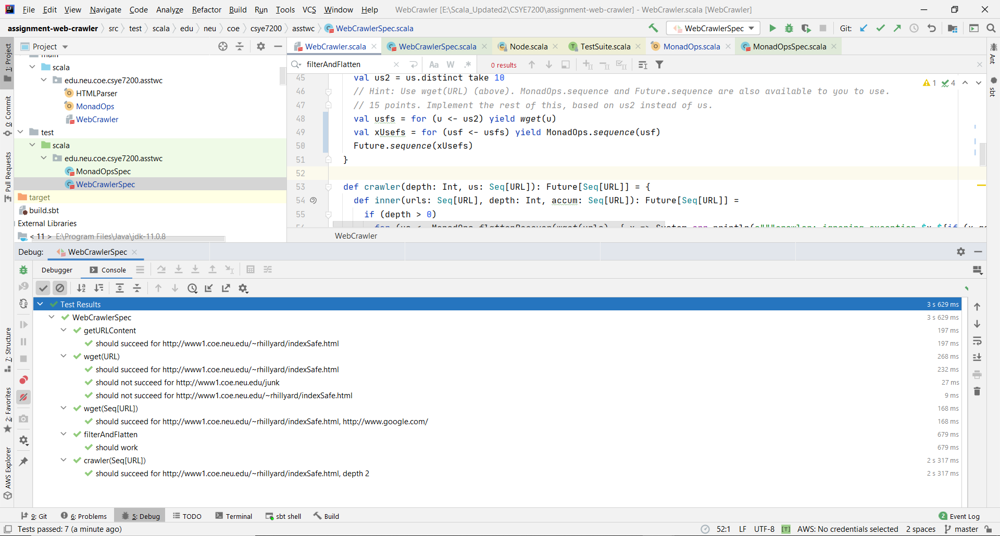 File Edit View Navigate Code Analyze Refactor Build Run Tools VCS Window Help WebCrawler [E:\Scala_Updated2\CSYE7200\assignment-web-crawler] - WebCrawler.scala [WebCrawler]
assignment-web-crawler src test scala edu neu coe csye7200 asstwc WebCrawlerSpec.scala WebCrawlerSpec Git:
Project WebCrawler.scala WebCrawlerSpec.scala Node.scala TestSuite.scala MonadOps.scala MonadOpsSpec.scala
filterAndFlatten Aa W .* 0 results
1: Project
0: Commit
Pull Requests
7: Structure
2: Favorites
AWS Explorer
Ant
sbt
main
scala
edu.neu.coe.csye7200.asstwc
HTMLParser
MonadOps
WebCrawler
test
scala
edu.neu.coe.csye7200.asstwc
MonadOpsSpec
WebCrawlerSpec
target
build.sbt
External Libraries
< 11 > E:\Program Files\Java\jdk-11.0.8
1 4
45 val us2 = us.distinct take 10
46 // Hint: Use wget(URL) (above). MonadOps.sequence and Future.sequence are also available to you to use.
47 // 15 points. Implement the rest of this, based on us2 instead of us.
48 val usfs = for (u <- us2) yield wget(u)
49 val xUsefs = for (usf <- usfs) yield MonadOps.sequence(usf)
50 Future.sequence(xUsefs)
51 }
52
53 def crawler(depth: Int, us: Seq[URL]): Future[Seq[URL]] = {
54 def inner(urls: Seq[URL], depth: Int, accum: Seq[URL]): Future[Seq[URL]] =
55 if (depth > 0)
WebCrawler
Debug: WebCrawlerSpec
Debugger Console
Test Results 3 s 629 ms
WebCrawlerSpec 3 s 629 ms
getURLContent 197 ms
should succeed for http://www1.coe.neu.edu/~rhillyard/indexSafe.html 197 ms
wget(URL) 268 ms
should succeed for http://www1.coe.neu.edu/~rhillyard/indexSafe.html 232 ms
should not succeed for http://www1.coe.neu.edu/junk 27 ms
should not succeed for http://www1.coe.neu.edu/~rhillyard/indexSafe.html 9 ms
wget(Seq[URL]) 168 ms
should succeed for http://www1.coe.neu.edu/~rhillyard/indexSafe.html, http://www.google.com/ 168 ms
filterAndFlatten 679 ms
should work 679 ms
crawler(Seq[URL]) 2 s 317 ms
should succeed for http://www1.coe.neu.edu/~rhillyard/indexSafe.html, depth 2 2 s 317 ms
9: Git 6: Problems 5: Debug TODO Terminal sbt shell Build 2 Event Log
Tests passed: 7 (a minute ago) 52:1 LF UTF-8 [T] AWS: No credentials selected 2 spaces master